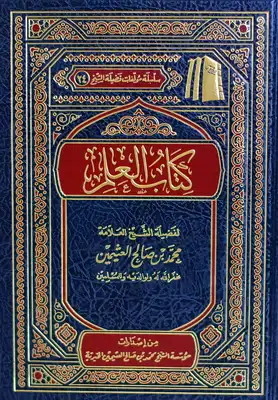 سلسلة مؤلفات فضيلة الشيخ ٢٤
كتاب العلم
لفضيلة الشيخ العلامة
محمد بن صالح العثيمين
غفر الله له ولوالديه وللمسلمين
من إصدارات
مؤسسة الشيخ محمد بن صالح العثيمين الخيرية